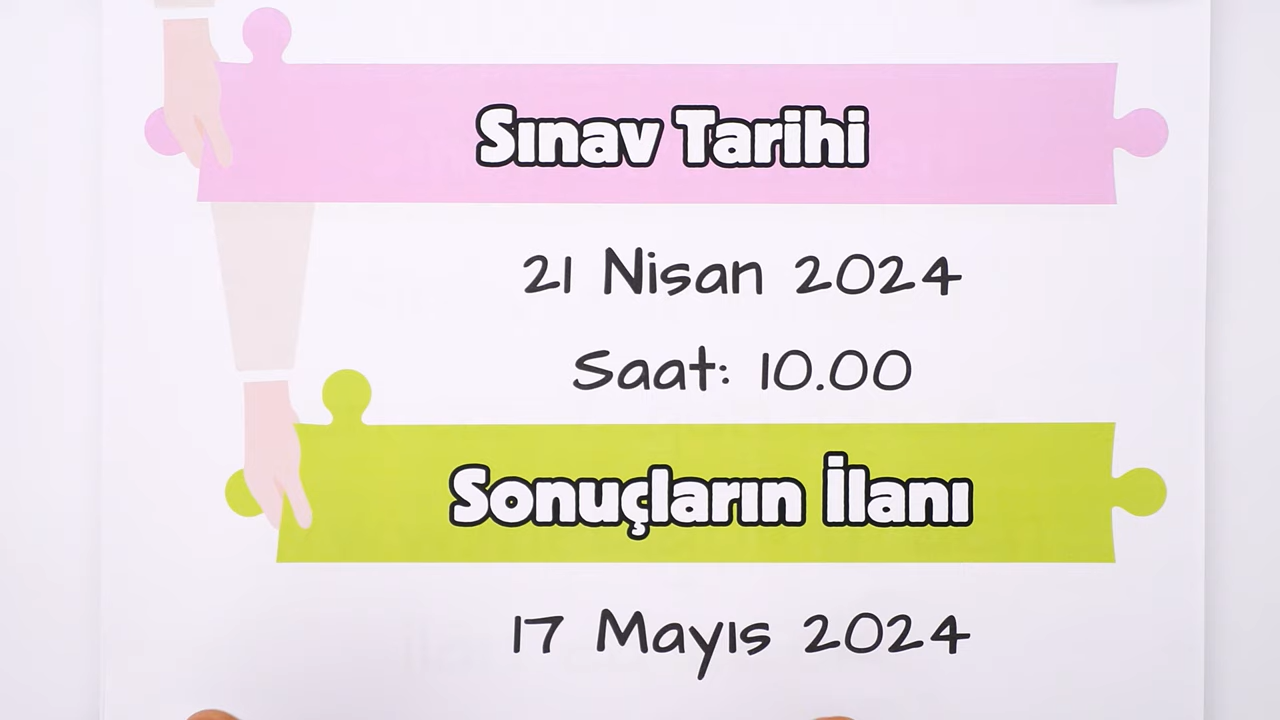 Sınav Tarihi
21 Nisan 2024
Saat: 10.00
Sonuçların İlanı
17 Mayıs 2024